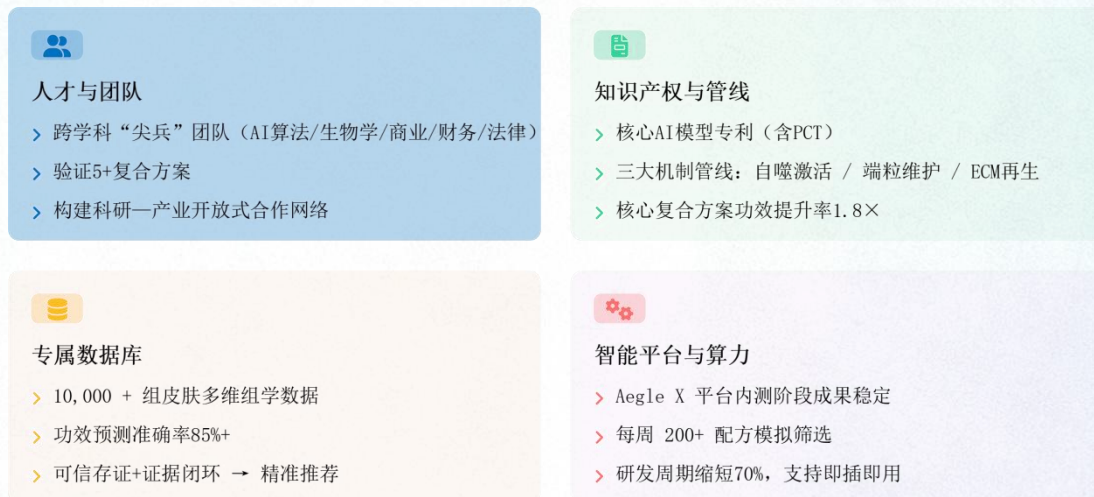 人才与团队
跨学科“尖兵”团队（AI算法/生物学/商业/财务/法律）
验证5+复合方案
构建科研—产业开放式合作网络
知识产权与管线
核心AI模型专利（含PCT）
三大机制管线：自噬激活 / 端粒维护 / ECM再生
核心复合方案功效提升率1.8×
专属数据库
10,000 + 组皮肤多维组学数据
功效预测准确率85%+
可信存证+证据闭环 → 精准推荐
智能平台与算力
Aegle X 平台内测阶段成果稳定
每周 200+ 配方模拟筛选
研发周期缩短70%，支持即插即用